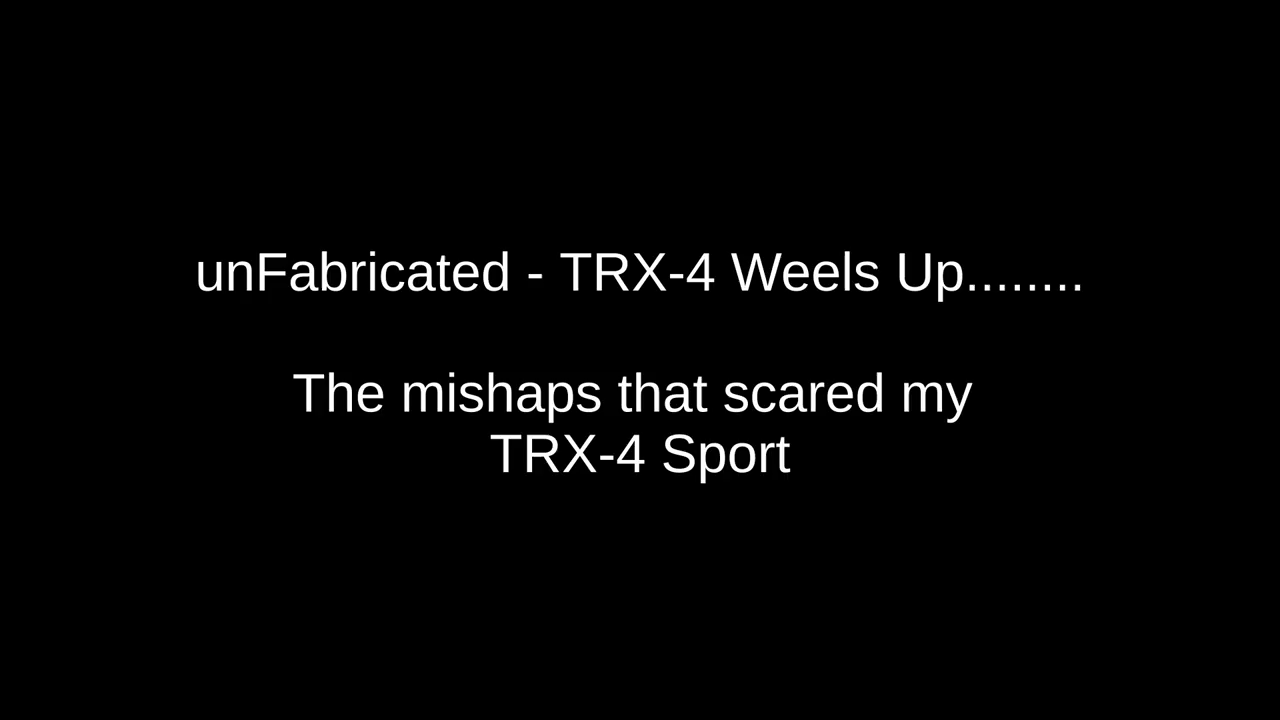 unFabricated - TRX-4 Weels Up........
The mishaps that scared my
TRX-4 Sport